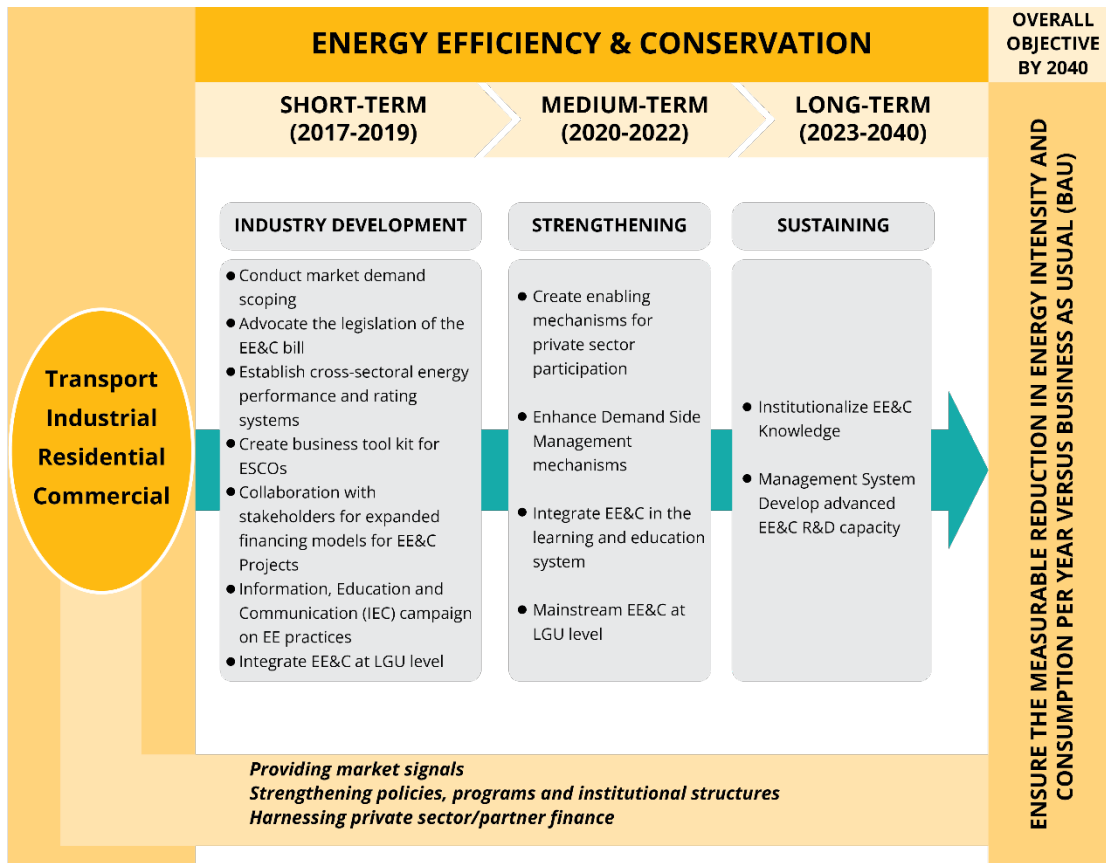 ENERGY EFFICIENCY & CONSERVATION
OVERALL
OBJECTIVE
BY 2040
SHORT-TERM
(2017-2019)
MEDIUM-TERM
(2020-2022)
LONG-TERM
(2023-2040)
Transport
Industrial
Residential
Commercial
INDUSTRY DEVELOPMENT
● Conduct market demand
scoping
● Advocate the legislation of the
EE&C bill
● Establish cross-sectoral energy
performance and rating
systems
● Create business tool kit for
ESCOs
● Collaboration with
stakeholders for expanded
financing models for EE&C
Projects
● Information, Education and
Communication (IEC) campaign
on EE practices
● Integrate EE&C at LGU level
STRENGTHENING
● Create enabling
mechanisms for
private sector
participation
● Enhance Demand Side
Management
mechanisms
● Integrate EE&C in the
learning and education
system
● Mainstream EE&C at
LGU level
SUSTAINING
● Institutionalize EE&C
Knowledge
● Management System
Develop advanced
EE&C R&D capacity
ENSURE THE MEASURABLE REDUCTION IN ENERGY INTENSITY AND
CONSUMPTION PER YEAR VERSUS BUSINESS AS USUAL (BAU)
Providing market signals
Strengthening policies, programs and institutional structures
Harnessing private sector/partner finance